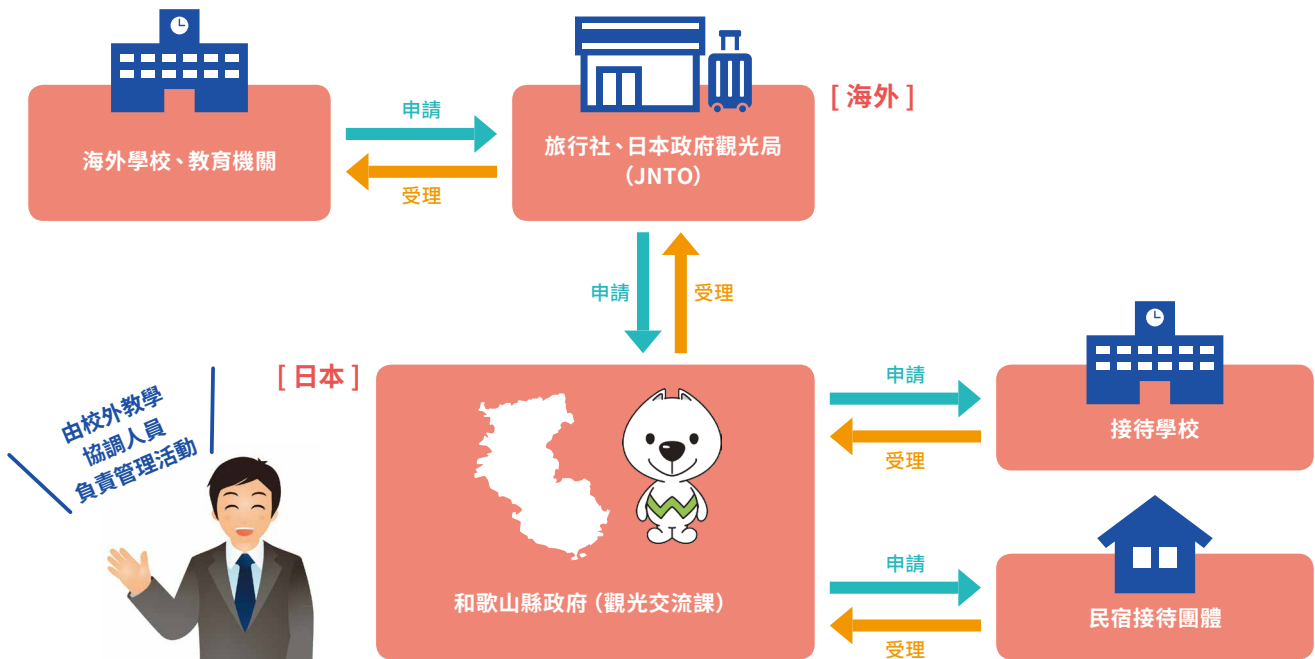 海外學校、教育機關
申請
受理
旅行社、日本政府觀光局
（JNTO）
[ 海外 ]
申請
受理
[ 日本 ]
由校外教學
協調人員
負責管理活動
和歌山縣政府（觀光交流課）
申請
受理
接待學校
申請
受理
民宿接待團體